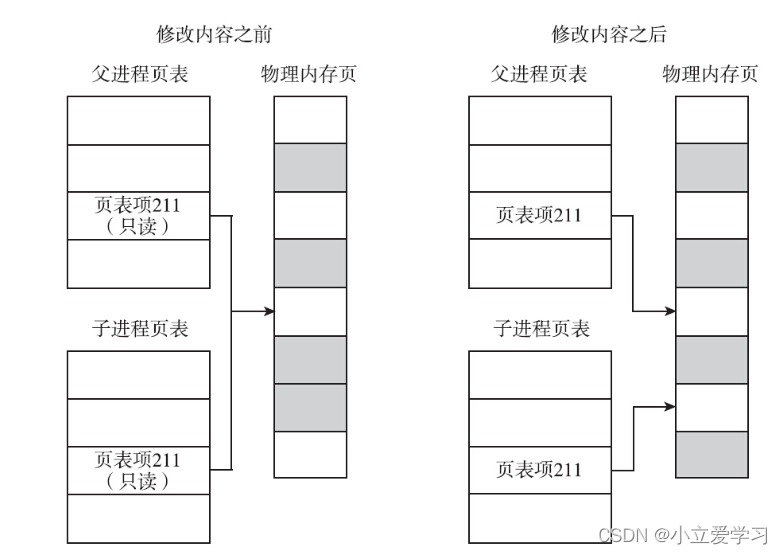 修改内容之前
父进程页表
物理内存页
页表项211
（只读）
子进程页表
页表项211
（只读）
修改内容之后
父进程页表
物理内存页
页表项211
子进程页表
页表项211
CSDN @小立爱学习